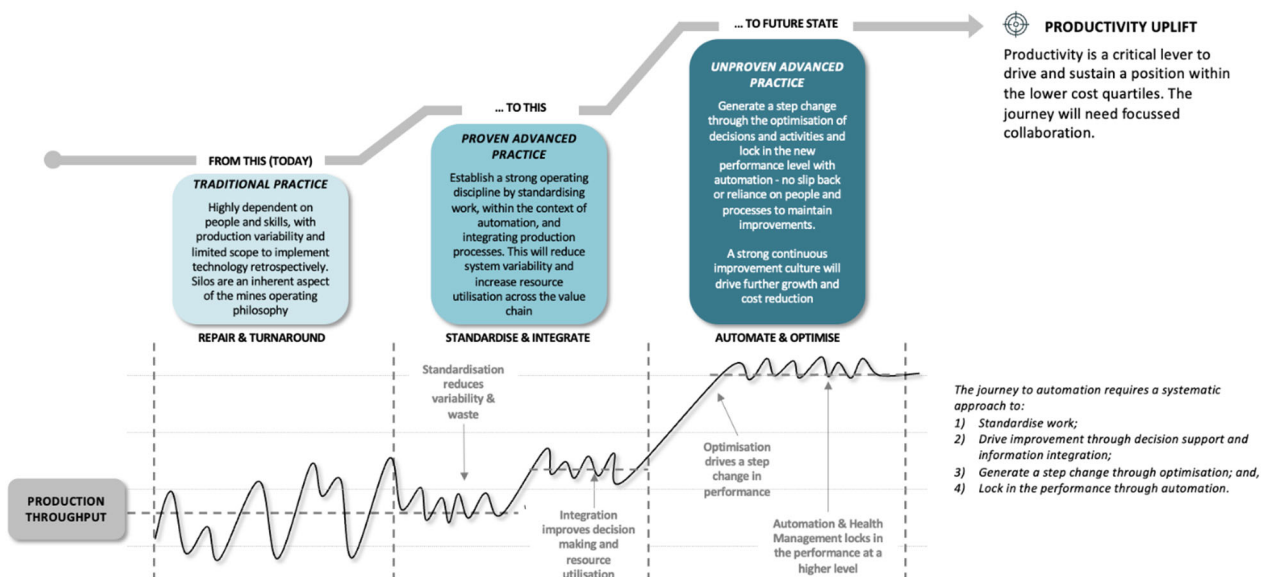 ... TO FUTURE STATE
PRODUCTIVITY UPLIFT
Productivity is a critical lever to
drive and sustain a position within
the lower cost quartiles. The
journey will need focussed
collaboration.
UNPROVEN ADVANCED
PRACTICE
Generate a step change
through the optimisation of
decisions and activities and
lock in the new
performance level with
automation - no slip back
or reliance on people and
processes to maintain
improvements.
A strong continuous
improvement culture will
drive further growth and
cost reduction
... TO THIS
PROVEN ADVANCED
PRACTICE
Establish a strong operating
discipline by standardising
work, within the context of
automation, and
integrating production
processes. This will reduce
system variability and
increase resource
utilisation across the value
chain
FROM THIS (TODAY)
TRADITIONAL PRACTICE
Highly dependent on
people and skills, with
production variability and
limited scope to implement
technology retrospectively.
Silos are an inherent aspect
of the mines operating
philosophy
REPAIR & TURNAROUND
STANDARDISE & INTEGRATE
AUTOMATE & OPTIMISE
Standardisation
reduces
variability &
waste
Optimisation
drives a step
change in
performance
Integration
improves decision
making and
resource
utilisation
Automation & Health
Management locks in
the performance at a
higher level
PRODUCTION
THROUGHPUT
The journey to automation requires a systematic
approach to:
1) Standardise work;
2) Drive improvement through decision support and
information integration;
3) Generate a step change through optimisation; and,
4) Lock in the performance through automation.